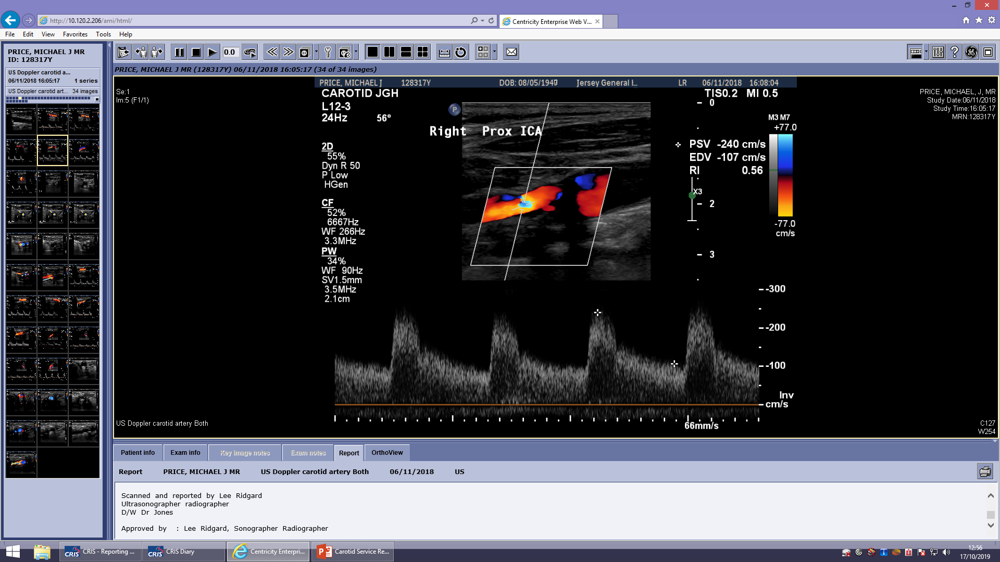 http://10.120.2.206/ami/html/
Centricity Enterprise Web V...
File Edit View Favorites Tools Help
PRICE, MICHAEL J MR
ID: 128317Y
US Doppler carotid a...
06/11/2018 16:05:17 1 series
US Doppler carotid art... 34 images
0.0
PRICE, MICHAEL J MR (128317Y) 06/11/2018 16:05:17 (34 of 34 images)
Se:1
Im:5 (F1/1)
PRICE, MICHAEL, J, MR
Study Date:06/11/2018
Study Time:16:05:17
MRN:128317Y
PRICE, MICHAEL J 128317Y DOB: 08/05/194 Jersey General LR 06/11/2018 16:08:04
CAROTID JGH TIS0.2 MI 0.5
L12-3
24Hz 56°
P
Right Prox ICA
2D
55%
Dyn R 50
P Low
HGen
CF
52%
6667Hz
WF 266Hz
3.3MHz
PW
34%
WF 90Hz
SV1.5mm
3.5MHz
2.1cm
0
M3 M7
+77.0
PSV -240 cm/s
EDV -107 cm/s
RI 0.56
X3
2
-77.0
cm/s
3
-300
-200
-100
Inv
cm/s
66mm/s
US Doppler carotid artery Both
C127
W254
Patient info Exam info Key image notes Exam notes Report OrthoView
Report PRICE, MICHAEL J MR US Doppler carotid artery Both 06/11/2018 US
Scanned and reported by Lee Ridgard
Ultrasonographer radiographer
D/W Dr Jones
Approved by : Lee Ridgard, Sonographer Radiographer
CRIS CRIS - Reporting ... CRIS CRIS Diary Centricity Enterpri... Carotid Service Re...
12:56
17/10/2019